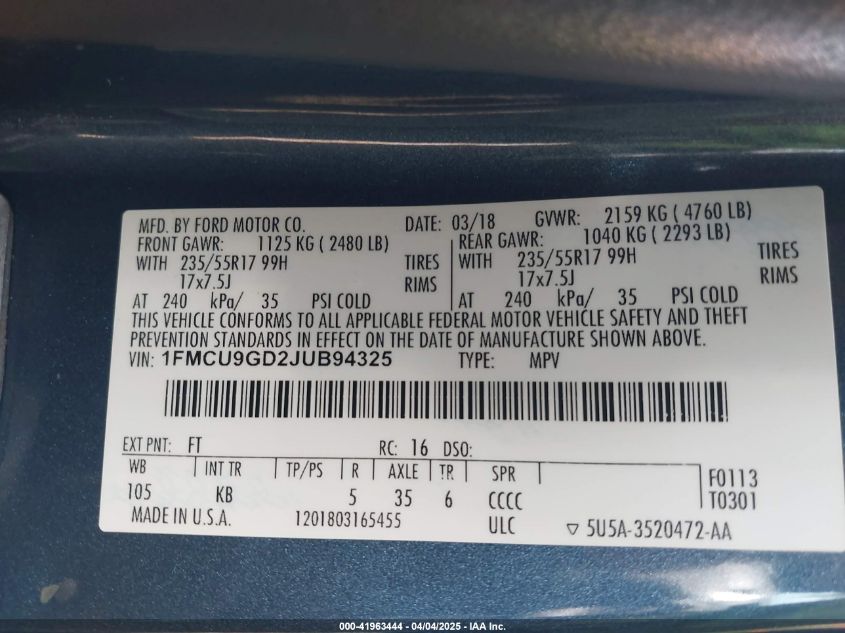 MFD. BY FORD MOTOR CO. DATE: 03/18 GVWR: 2159 KG ( 4760 LB)
FRONT GAWR: 1125 KG ( 2480 LB) REAR GAWR: 1040 KG ( 2293 LB)
WITH 235/55R17 99H TIRES WITH 235/55R17 99H TIRES
17x7.5J RIMS 17x7.5J RIMS
AT 240 kPa/ 35 PSI COLD AT 240 kPa/ 35 PSI COLD
THIS VEHICLE CONFORMS TO ALL APPLICABLE FEDERAL MOTOR VEHICLE SAFETY AND THEFT
PREVENTION STANDARDS IN EFFECT ON THE DATE OF MANUFACTURE SHOWN ABOVE.
VIN: 1FMCU9GD2JUB94325 TYPE: MPV
EXT PNT: FT RC: 16 DSO:
WB INT TR TP/PS R AXLE TR SPR F0113
105 KB 5 35 6 CCCC T0301
MADE IN U.S.A. 1201803165455 ULC ▽ 5U5A-3520472-AA
000-41963444 - 04/04/2025 - IAA Inc.